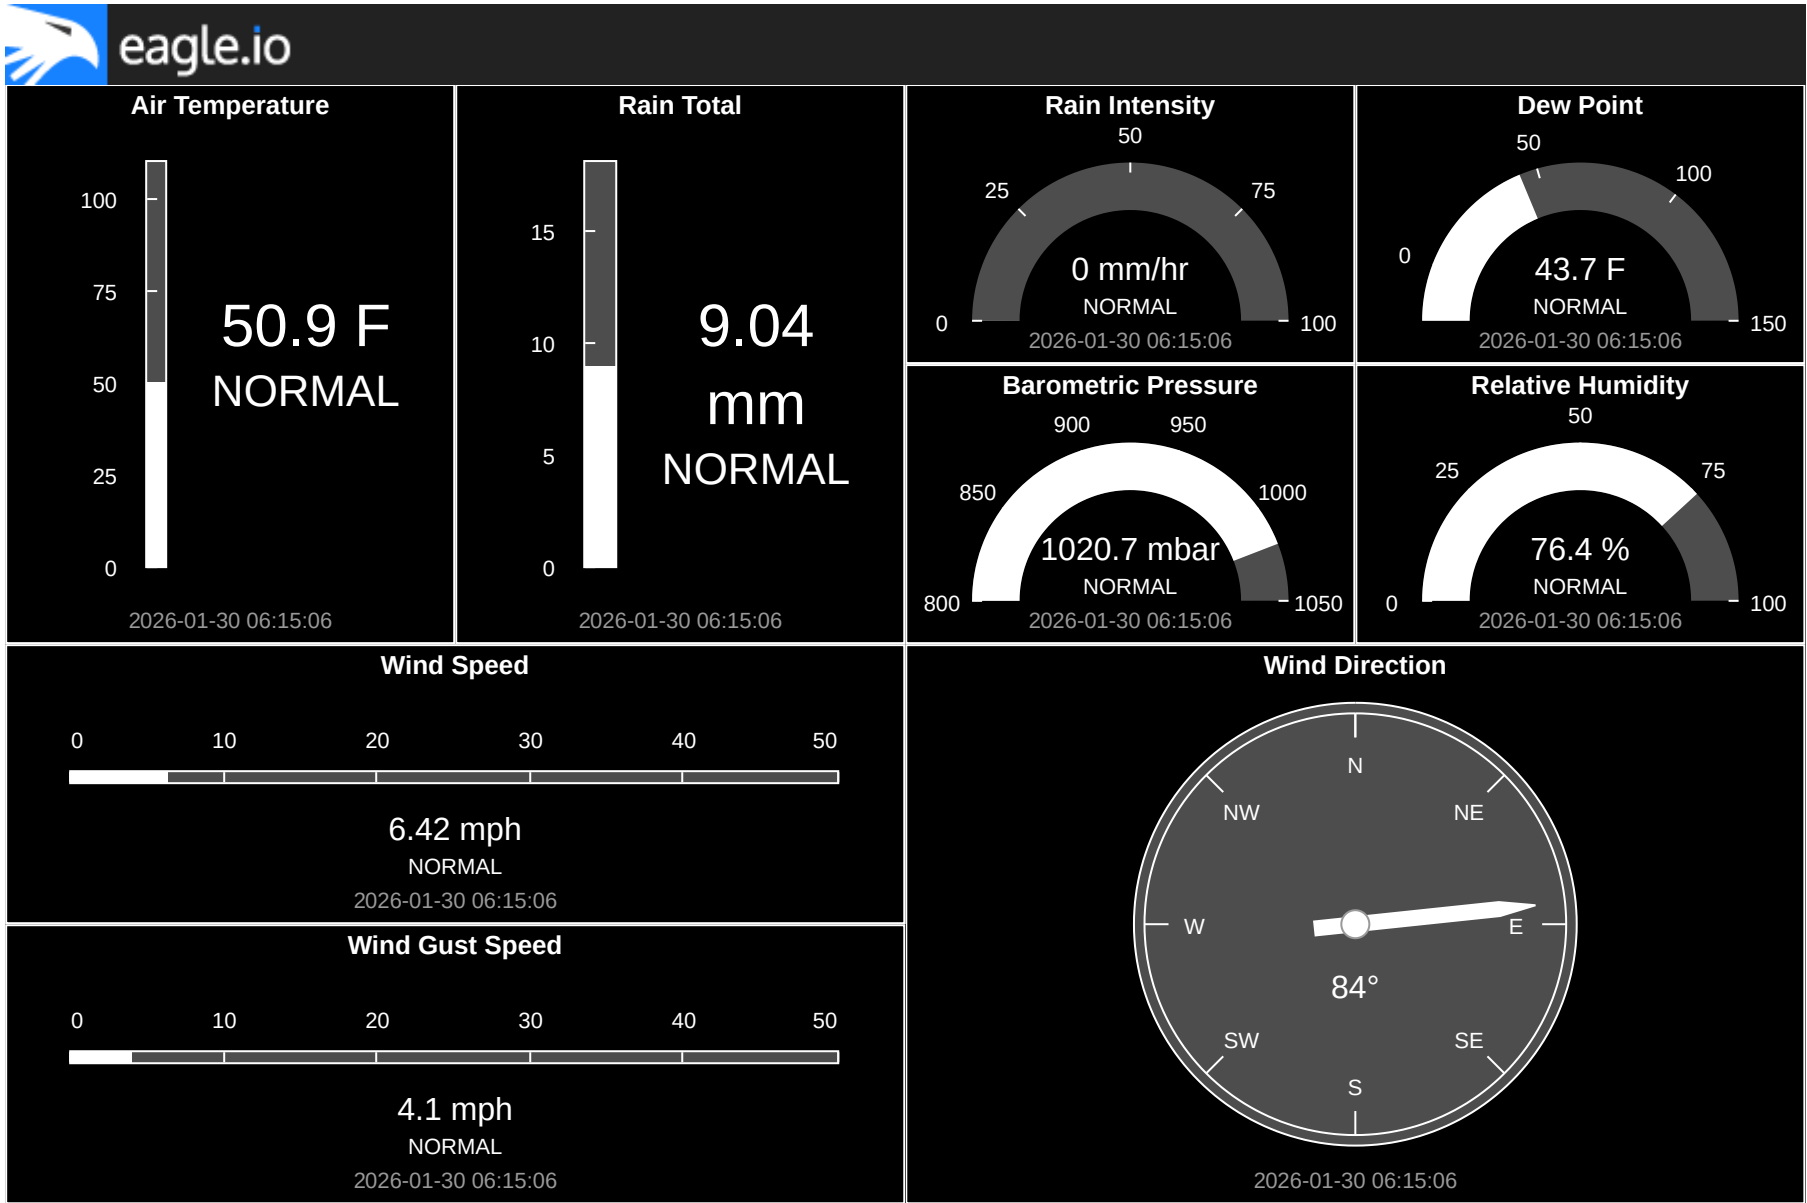 eagle.io
Air Temperature
100
75
50
25
0
50.9 F
NORMAL
2026-01-30 06:15:06
Rain Total
15
10
5
0
9.04
mm
NORMAL
2026-01-30 06:15:06
Rain Intensity
50
25
75
0
100
0 mm/hr
NORMAL
2026-01-30 06:15:06
Dew Point
50
100
0
150
43.7 F
NORMAL
2026-01-30 06:15:06
Barometric Pressure
900
950
850
1000
800
1050
1020.7 mbar
NORMAL
2026-01-30 06:15:06
Relative Humidity
50
25
75
0
100
76.4 %
NORMAL
2026-01-30 06:15:06
Wind Speed
0 10 20 30 40 50
6.42 mph
NORMAL
2026-01-30 06:15:06
Wind Gust Speed
0 10 20 30 40 50
4.1 mph
NORMAL
2026-01-30 06:15:06
Wind Direction
N
NW NE
W E
84°
SW SE
S
2026-01-30 06:15:06